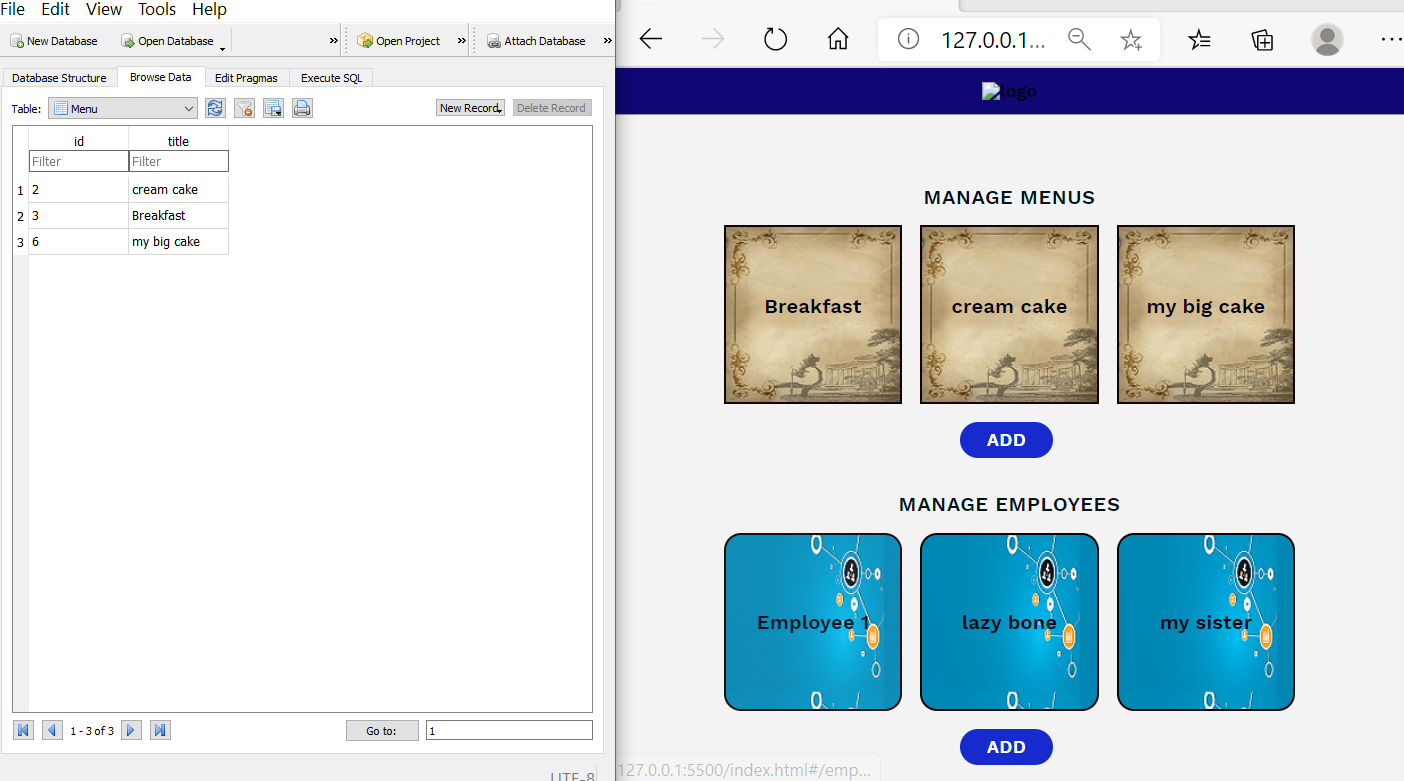 File Edit View Tools Help
New Database Open Database » Open Project » Attach Database »
Database Structure Browse Data Edit Pragmas Execute SQL
Table: Menu New Record Delete Record
id title
Filter Filter
1 2 cream cake
2 3 Breakfast
3 6 my big cake
1 - 3 of 3 Go to: 1
UTF-8
127.0.0.1...
logo
MANAGE MENUS
Breakfast cream cake my big cake
ADD
MANAGE EMPLOYEES
Employee 1 lazy bone my sister
ADD
127.0.0.1:5500/index.html#/emp...